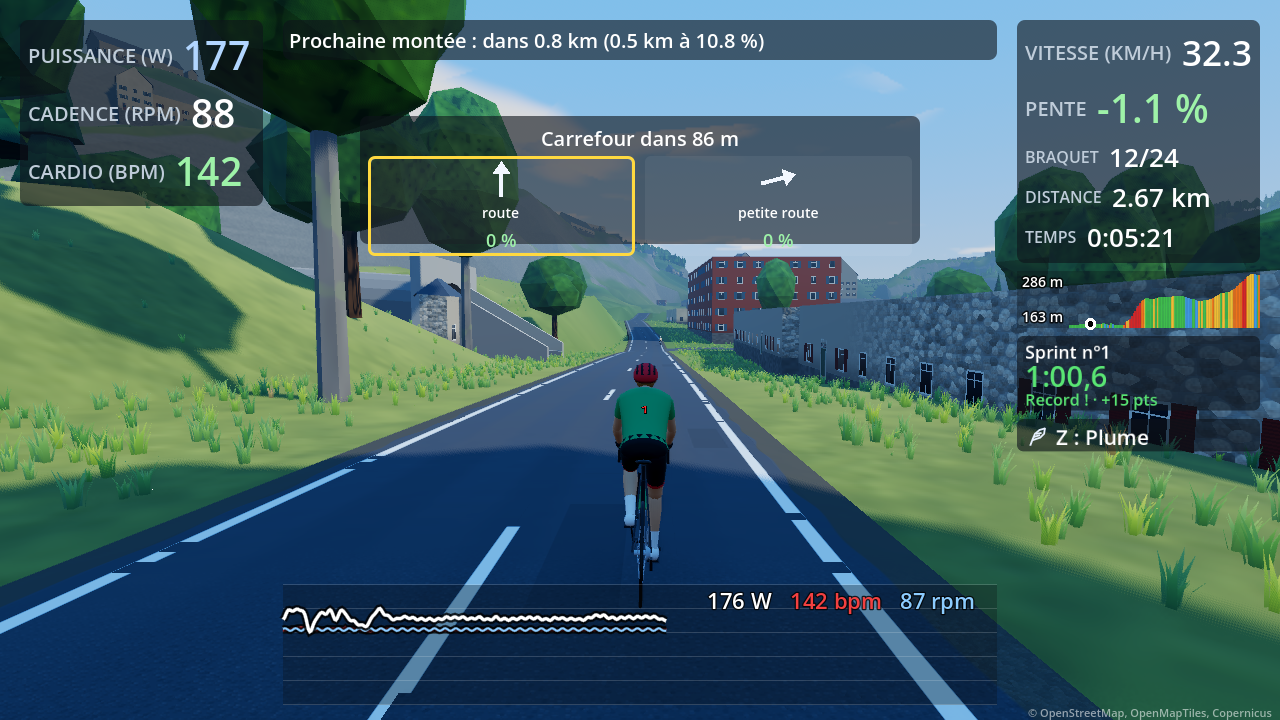 PUISSANCE (W) 177
CADENCE (RPM) 88
CARDIO (BPM) 142
Prochaine montée : dans 0.8 km (0.5 km à 10.8 %)
Carrefour dans 86 m
route
0 %
petite route
0 %
VITESSE (KM/H) 32.3
PENTE -1.1 %
BRAQUET 12/24
DISTANCE 2.67 km
TEMPS 0:05:21
286 m
163 m
Sprint n°1
1:00,6
Record ! · +15 pts
Z : Plume
1
176 W 142 bpm 87 rpm
© OpenStreetMap, OpenMapTiles, Copernicus